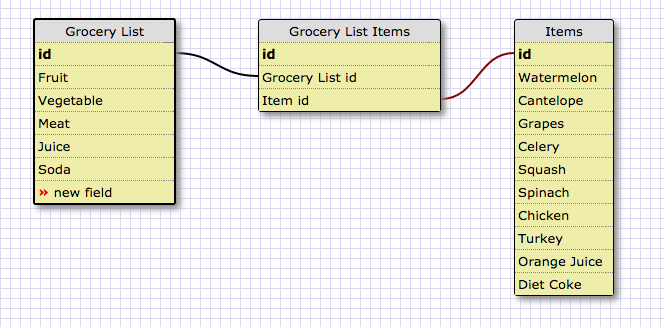 Grocery List
id
Fruit
Vegetable
Meat
Juice
Soda
» new field
Grocery List Items
id
Grocery List id
Item id
Items
id
Watermelon
Cantelope
Grapes
Celery
Squash
Spinach
Chicken
Turkey
Orange Juice
Diet Coke